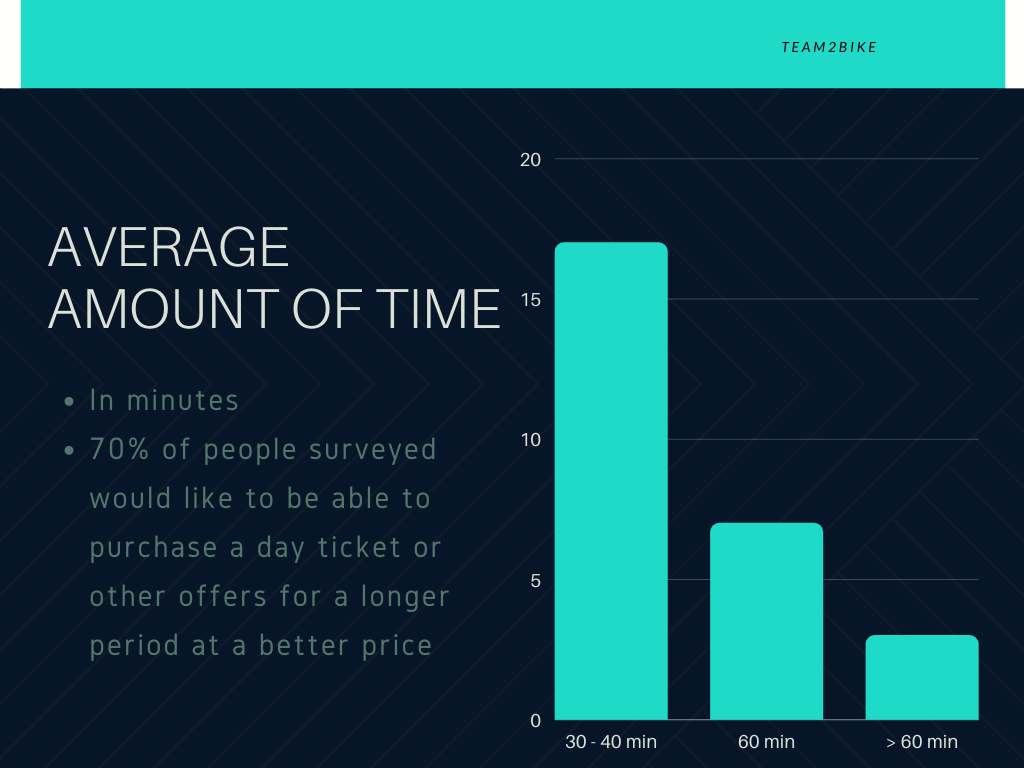 TEAM2BIKE
AVERAGE
AMOUNT OF TIME
• In minutes
• 70% of people surveyed
would like to be able to
purchase a day ticket or
other offers for a longer
period at a better price
20
15
10
5
0
30 - 40 min
60 min
> 60 min